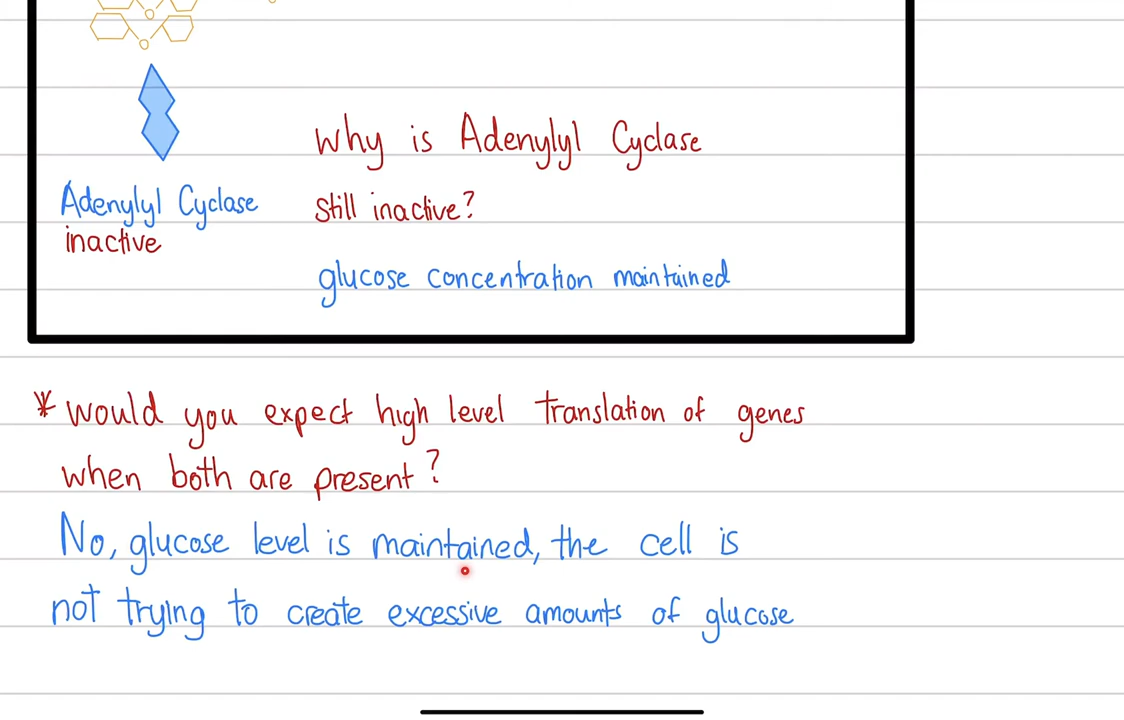 Why is Adenylyl Cyclase
Adenylyl Cyclase
still inactive?
inactive
glucose concentration maintained
* would you expect high level translation of genes
when both are present?
No, glucose level is maintained, the cell is
not trying to create excessive amounts of glucose